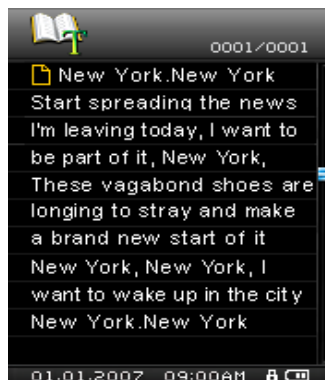 T
0001/0001
New York.New York
Start spreading the news
I'm leaving today, I want to
be part of it, New York,
These vagabond shoes are
longing to stray and make
a brand new start of it
New York, New York, I
want to wake up in the city
New York.New York
01.01.2007 09:00AM